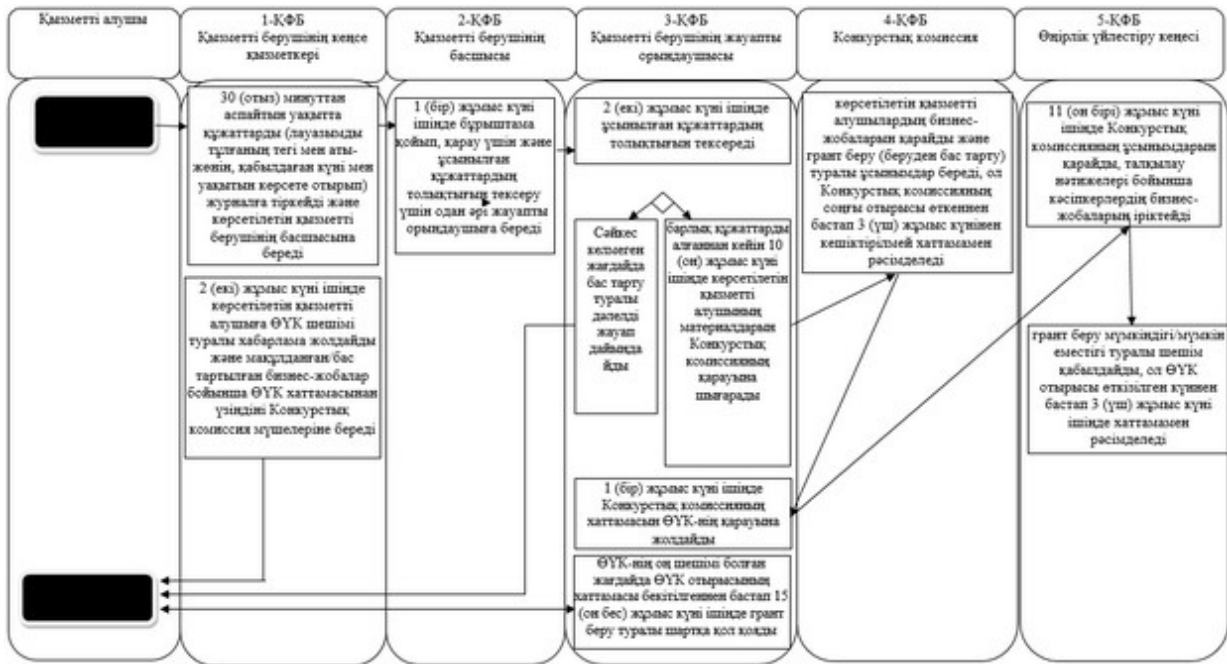 Қызметті алушы
1-ҚФБ
Қызметті берушінің кеңсе
қызметкері
2-ҚФБ
Қызметті берушінің
басшысы
3-ҚФБ
Қызметті берушінің жауапты
орындаушысы
4-ҚФБ
Конкурстық комиссия
5-ҚФБ
Өңірлік үйлестіру кеңесі
30 (отыз) минуттан
аспайтын уақытта
құжаттарды (лауазымды
тұлғаның тегі мен аты-
жөнін, қабылдаған күні мен
уақытын көрсете отырып)
журналға тіркейді және
көрсетілетін қызметті
берушінің басшысына
береді
2 (екі) жұмыс күні ішінде
көрсетілетін қызметті
алушыға ӨҮК шешімі
туралы хабарлама жолдайды
және мақұлданған/бас
тартылған бизнес-жобалар
бойынша ӨҮК хаттамасынан
үзіндіні Конкурстық
комиссия мүшелеріне береді
1 (бір) жұмыс күні
ішінде бұрыштама
қойып, қарау үшін және
ұсынылған
құжаттардың
толықтығын тексеру
үшін одан әрі жауапты
орындаушыға береді
2 (екі) жұмыс күні ішінде
ұсынылған құжаттардың
толықтығын тексереді
Сәйкес
келмеген
жағдайда
бас тарту
туралы
дәлелді
жауап
дайында
йды
барлық құжаттарды
алғаннан кейін 10
(он) жұмыс күні
ішінде көрсетілетін
қызметті
алушының
материалдарын
Конкурстық
комиссияның
қарауына
шығарады
1 (бір) жұмыс күні ішінде
Конкурстық комиссияның
хаттамасын ӨҮК-нің қарауына
жолдайды
ӨҮК-нің оң шешімі болған
жағдайда ӨҮК отырысының
хаттамасы бекітілгеннен бастап 15
(он бес) жұмыс күні ішінде грант
беру туралы шартқа қол қояды
көрсетілетін қызметті
алушылардың бизнес-
жобаларын қарайды және
грант беру (беруден бас тарту)
туралы ұсынымдар береді, ол
Конкурстық комиссияның
соңғы отырысы өткеннен
бастап 3 (үш) жұмыс күнінен
кешіктірілмей хаттамамен
рәсімделеді
11 (он бірі) жұмыс күні
ішінде Конкурстық
комиссияның ұсынымдарын
қарайды, талқылау
нәтижелері бойынша
кәсіпкерлердің бизнес-
жобаларын іріктейді
грант беру мүмкіндігі/мүмкін
еместігі туралы шешім
қабылдайды, ол ӨҮК
отырысы өткізілген күннен
бастап 3 (үш) жұмыс күні
ішінде хаттамамен
рәсімделеді